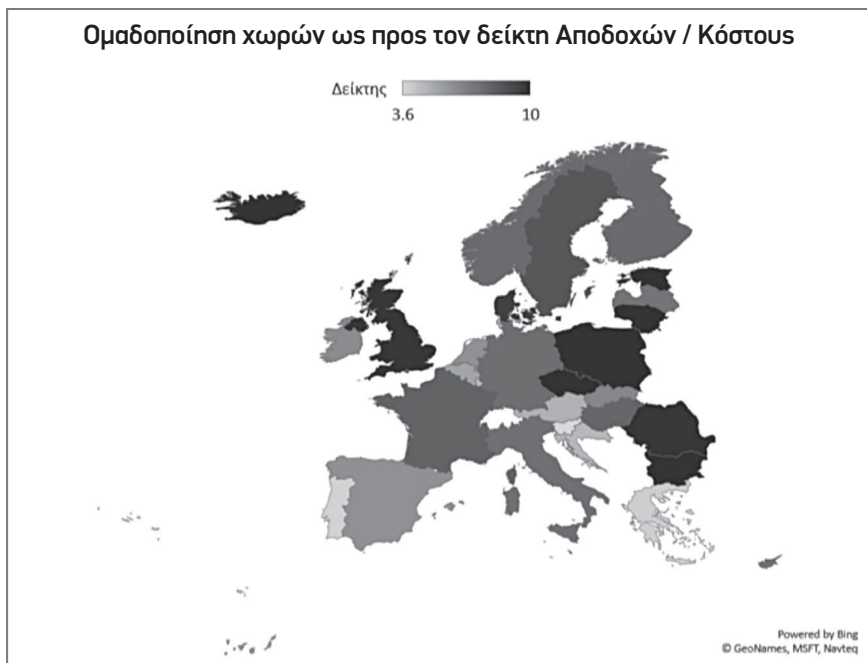 Ομαδοποίηση χωρών ως προς τον δείκτη Αποδοχών / Κόστους
Δείκτης
3.6 10
Powered by Bing
© GeoNames, MSFT, Navteq